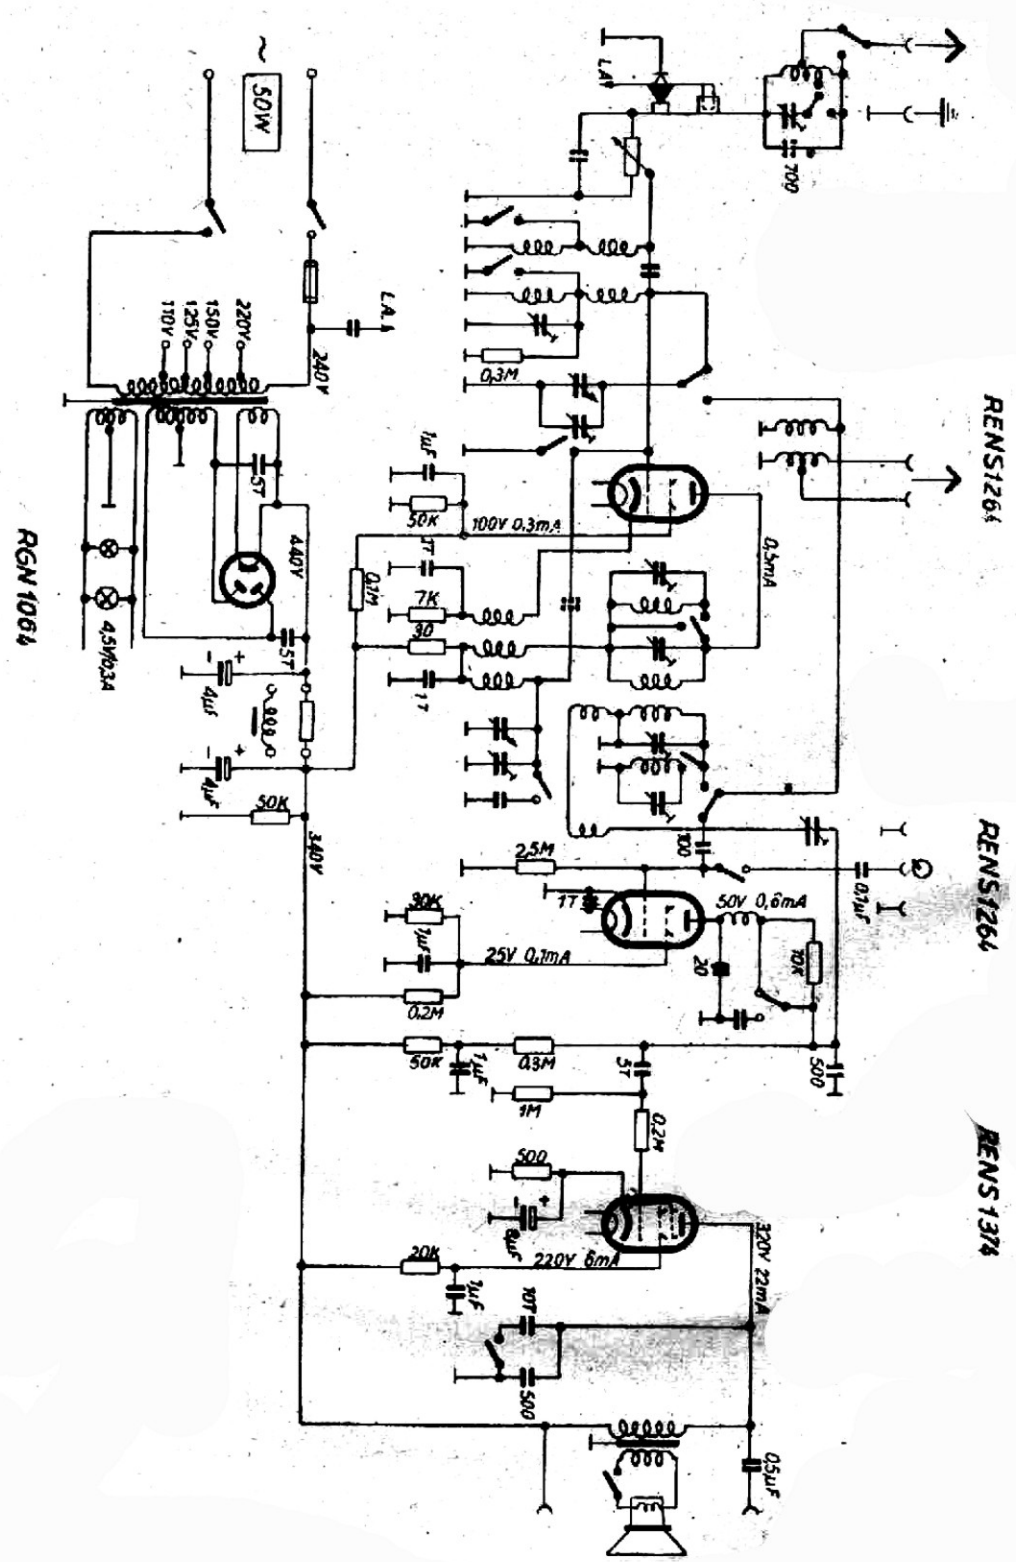 ~
50W
LA
700
L.A.
240V
220V
150V
125V
110V
5T
440V
5T
4,5V/0,3A
RGN1064
RENS1264
RENS1264
RENS1374
0,3M
1µF
50K
100V 0,3mA
0,1M
7K
30
1T
0,5mA
+
-
4µF
+
-
4µF
50K
340V
100
2,5M
1T
50V 0,6mA
0,1µF
20
10K
30K
1µF
25V 0,1mA
0,2M
50K
1µF
0,3M
5T
500
1M
0,2M
500
+
-
8µF
220V 6mA
320V 22mA
20K
1µF
10T
500
0,5µF